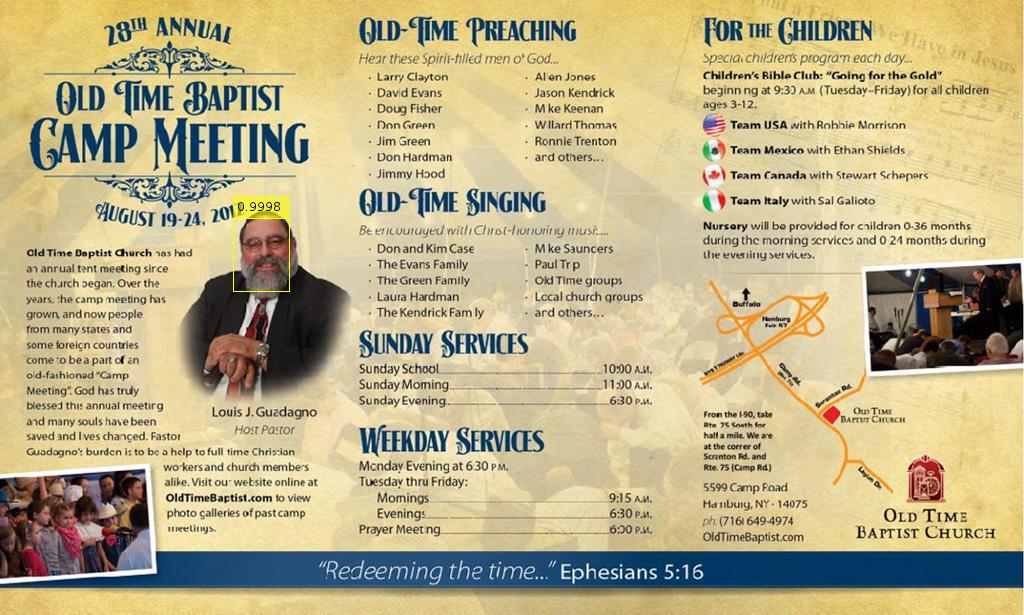 28TH ANNUAL
OLD TIME BAPTIST
CAMP MEETING
AUGUST 19-24, 201
0.9998
Old Time Baptist Church has had
an annual tent meeting since
the church began. Over the
years, the camp meeting has
grown, and now people
from many states and
some foreign countries
come to be a part of an
old-fashioned "Camp
Meeting". God has truly
blessed this annual meeting
and many souls have been
saved and lives changed. Pastor
Guadagno's burden is to be a help to full-time Christian
workers and church members
alike. Visit our website online at
OldTimeBaptist.com to view
photo galleries of past camp
meetings.
Louis J. Guadagno
Host Pastor
OLD-TIME PREACHING
Hear these Spirit-filled men of God...
· Larry Clayton
· David Evans
· Doug Fisher
· Don Green
· Jim Green
· Don Hardman
· Jimmy Hood
· Allen Jones
· Jason Kendrick
· Mike Keenan
· Willard Thomas
· Ronnie Trenton
· and others...
OLD-TIME SINGING
Be encouraged with Christ-honoring music....
· Don and Kim Case
· The Evans Family
· The Green Family
· Laura Hardman
· The Kendrick Family
· Mike Saunders
· Paul Trip
· Old Time groups
· Local church groups
· and others...
SUNDAY SERVICES
Sunday School 10:00 A.M.
Sunday Morning 11:00 A.M.
Sunday Evening 6:30 P.M.
WEEKDAY SERVICES
Monday Evening at 6:30 P.M.
Tuesday thru Friday:
Mornings 9:15 A.M.
Evenings 6:30 P.M.
Prayer Meeting 6:00 P.M.
FOR THE CHILDREN
Special children's program each day...
Children's Bible Club: "Going for the Gold"
beginning at 9:30 A.M. (Tuesday–Friday) for all children
ages 3-12.
Team USA with Robbie Morrison
Team Mexico with Ethan Shields
Team Canada with Stewart Schepers
Team Italy with Sal Galioto
Nursery will be provided for children 0-36 months
during the morning services and 0-24 months during
the evening services.
Have in Jesus
Buffalo
Hamburg
Camp Rd.
Scranton Rd.
OLD TIME
BAPTIST CHURCH
From the I-90, take
Rte. 75 South for
half a mile. We are
at the corner of
Scranton Rd. and
Rte. 75 (Camp Rd.)
5599 Camp Road
Hamburg, NY · 14075
ph. (716) 649-4974
OldTimeBaptist.com
OLD TIME
BAPTIST CHURCH
"Redeeming the time..." Ephesians 5:16